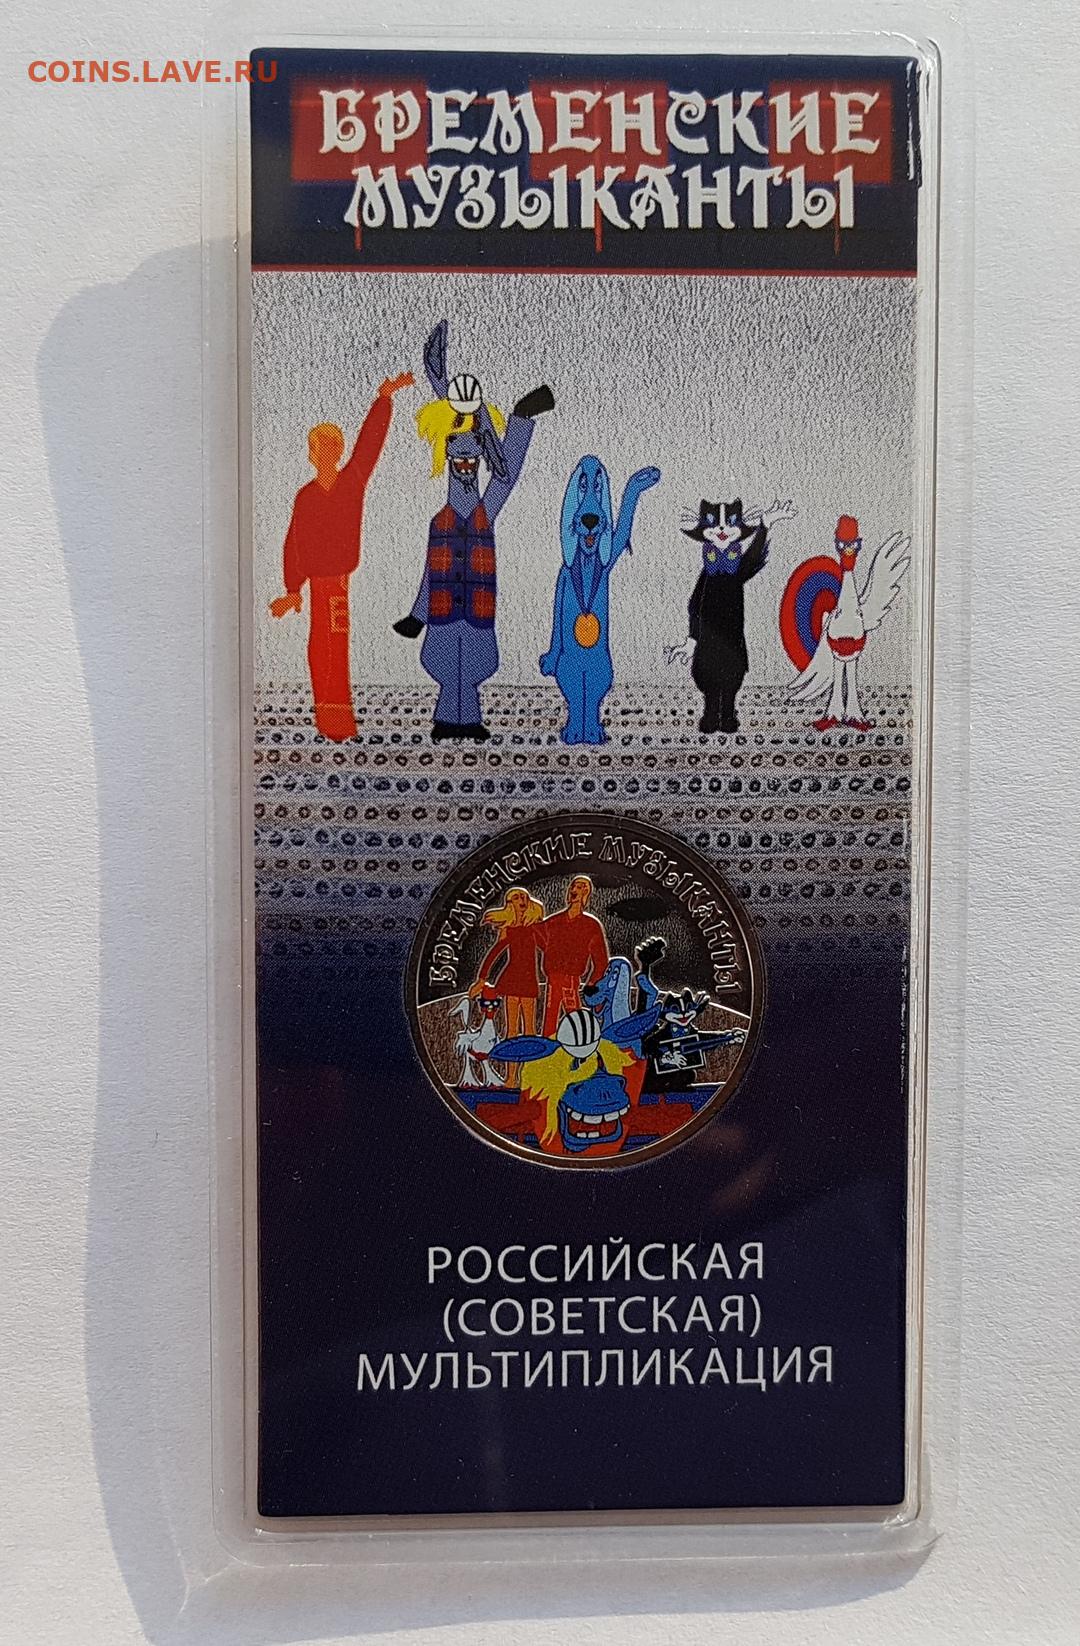 COINS.LAVE.RU
БРЕМЕНСКИЕ
МУЗЫКАНТЫ
БРЕМЕНСКИЕ МУЗЫКАНТЫ
РОССИЙСКАЯ
(СОВЕТСКАЯ)
МУЛЬТИПЛИКАЦИЯ